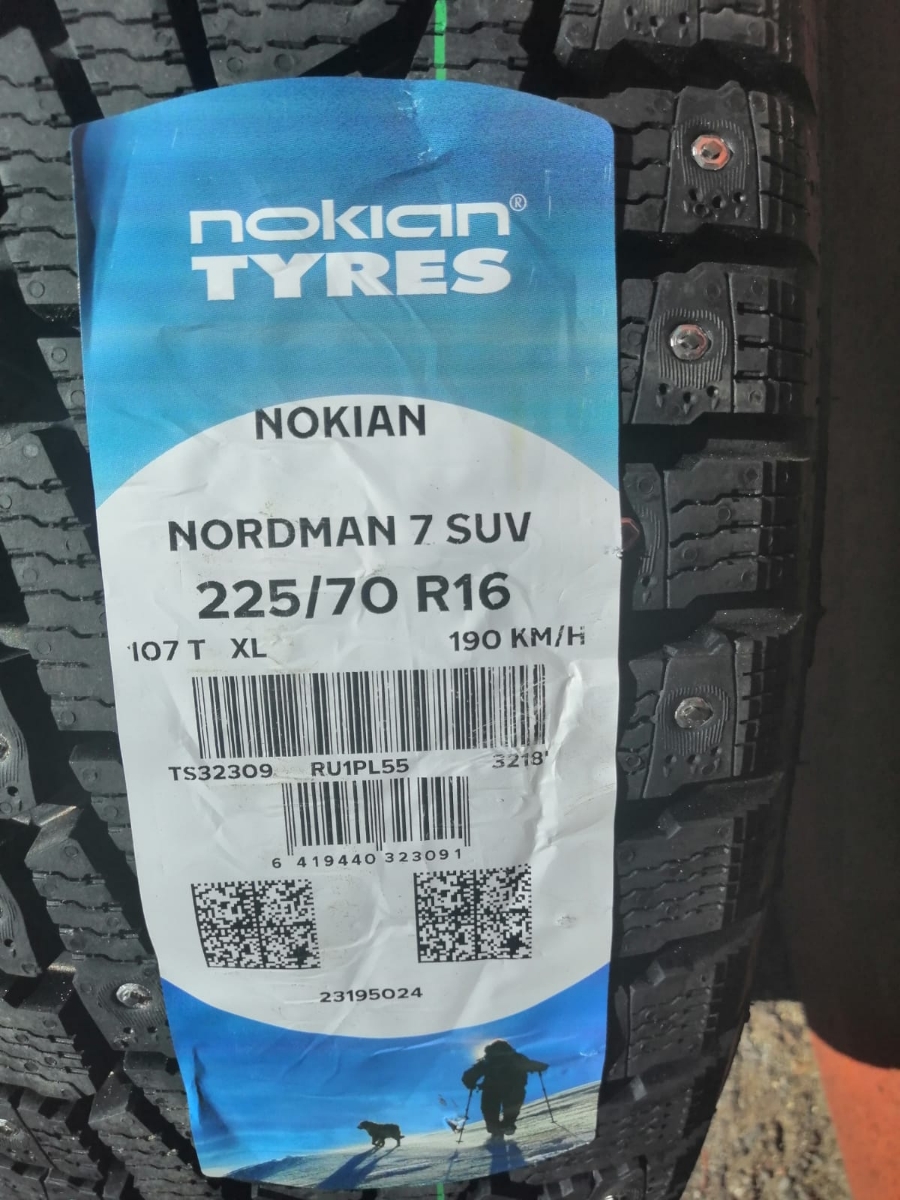 nokian®
TYRES
NOKIAN
NORDMAN 7 SUV
225/70 R16
107 T XL 190 KM/H
TS32309 RU1PL55 3218
6 419440 323091
23195024